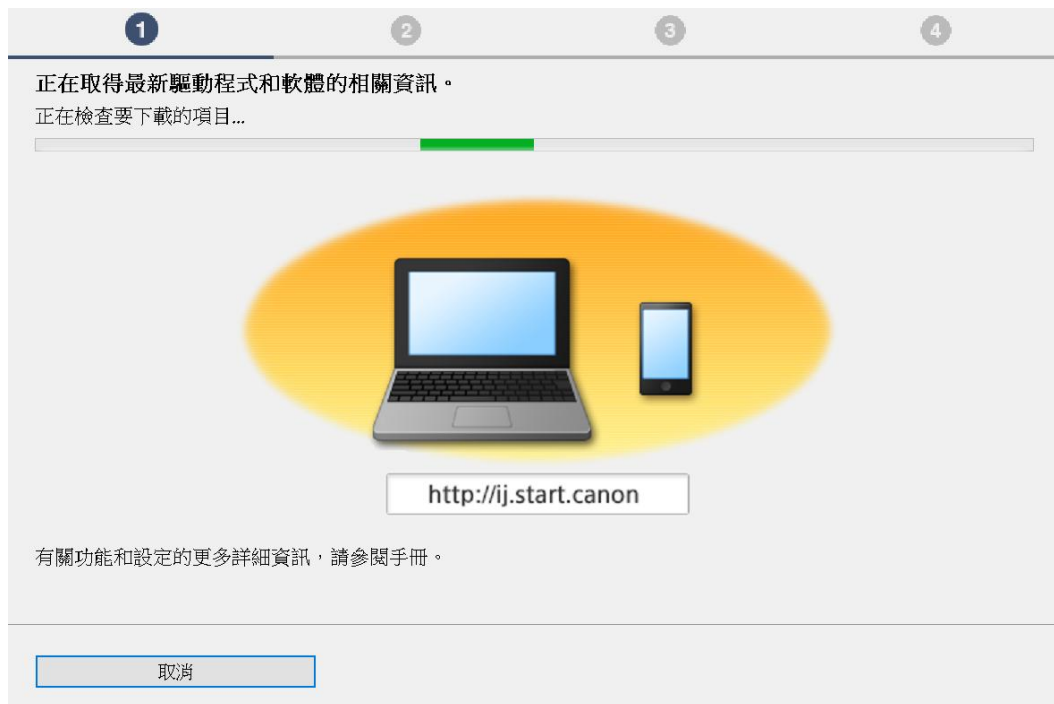 1 2 3 4
正在取得最新驅動程式和軟體的相關資訊。
正在檢查要下載的項目...
http://ij.start.canon
有關功能和設定的更多詳細資訊，請參閱手冊。
取消